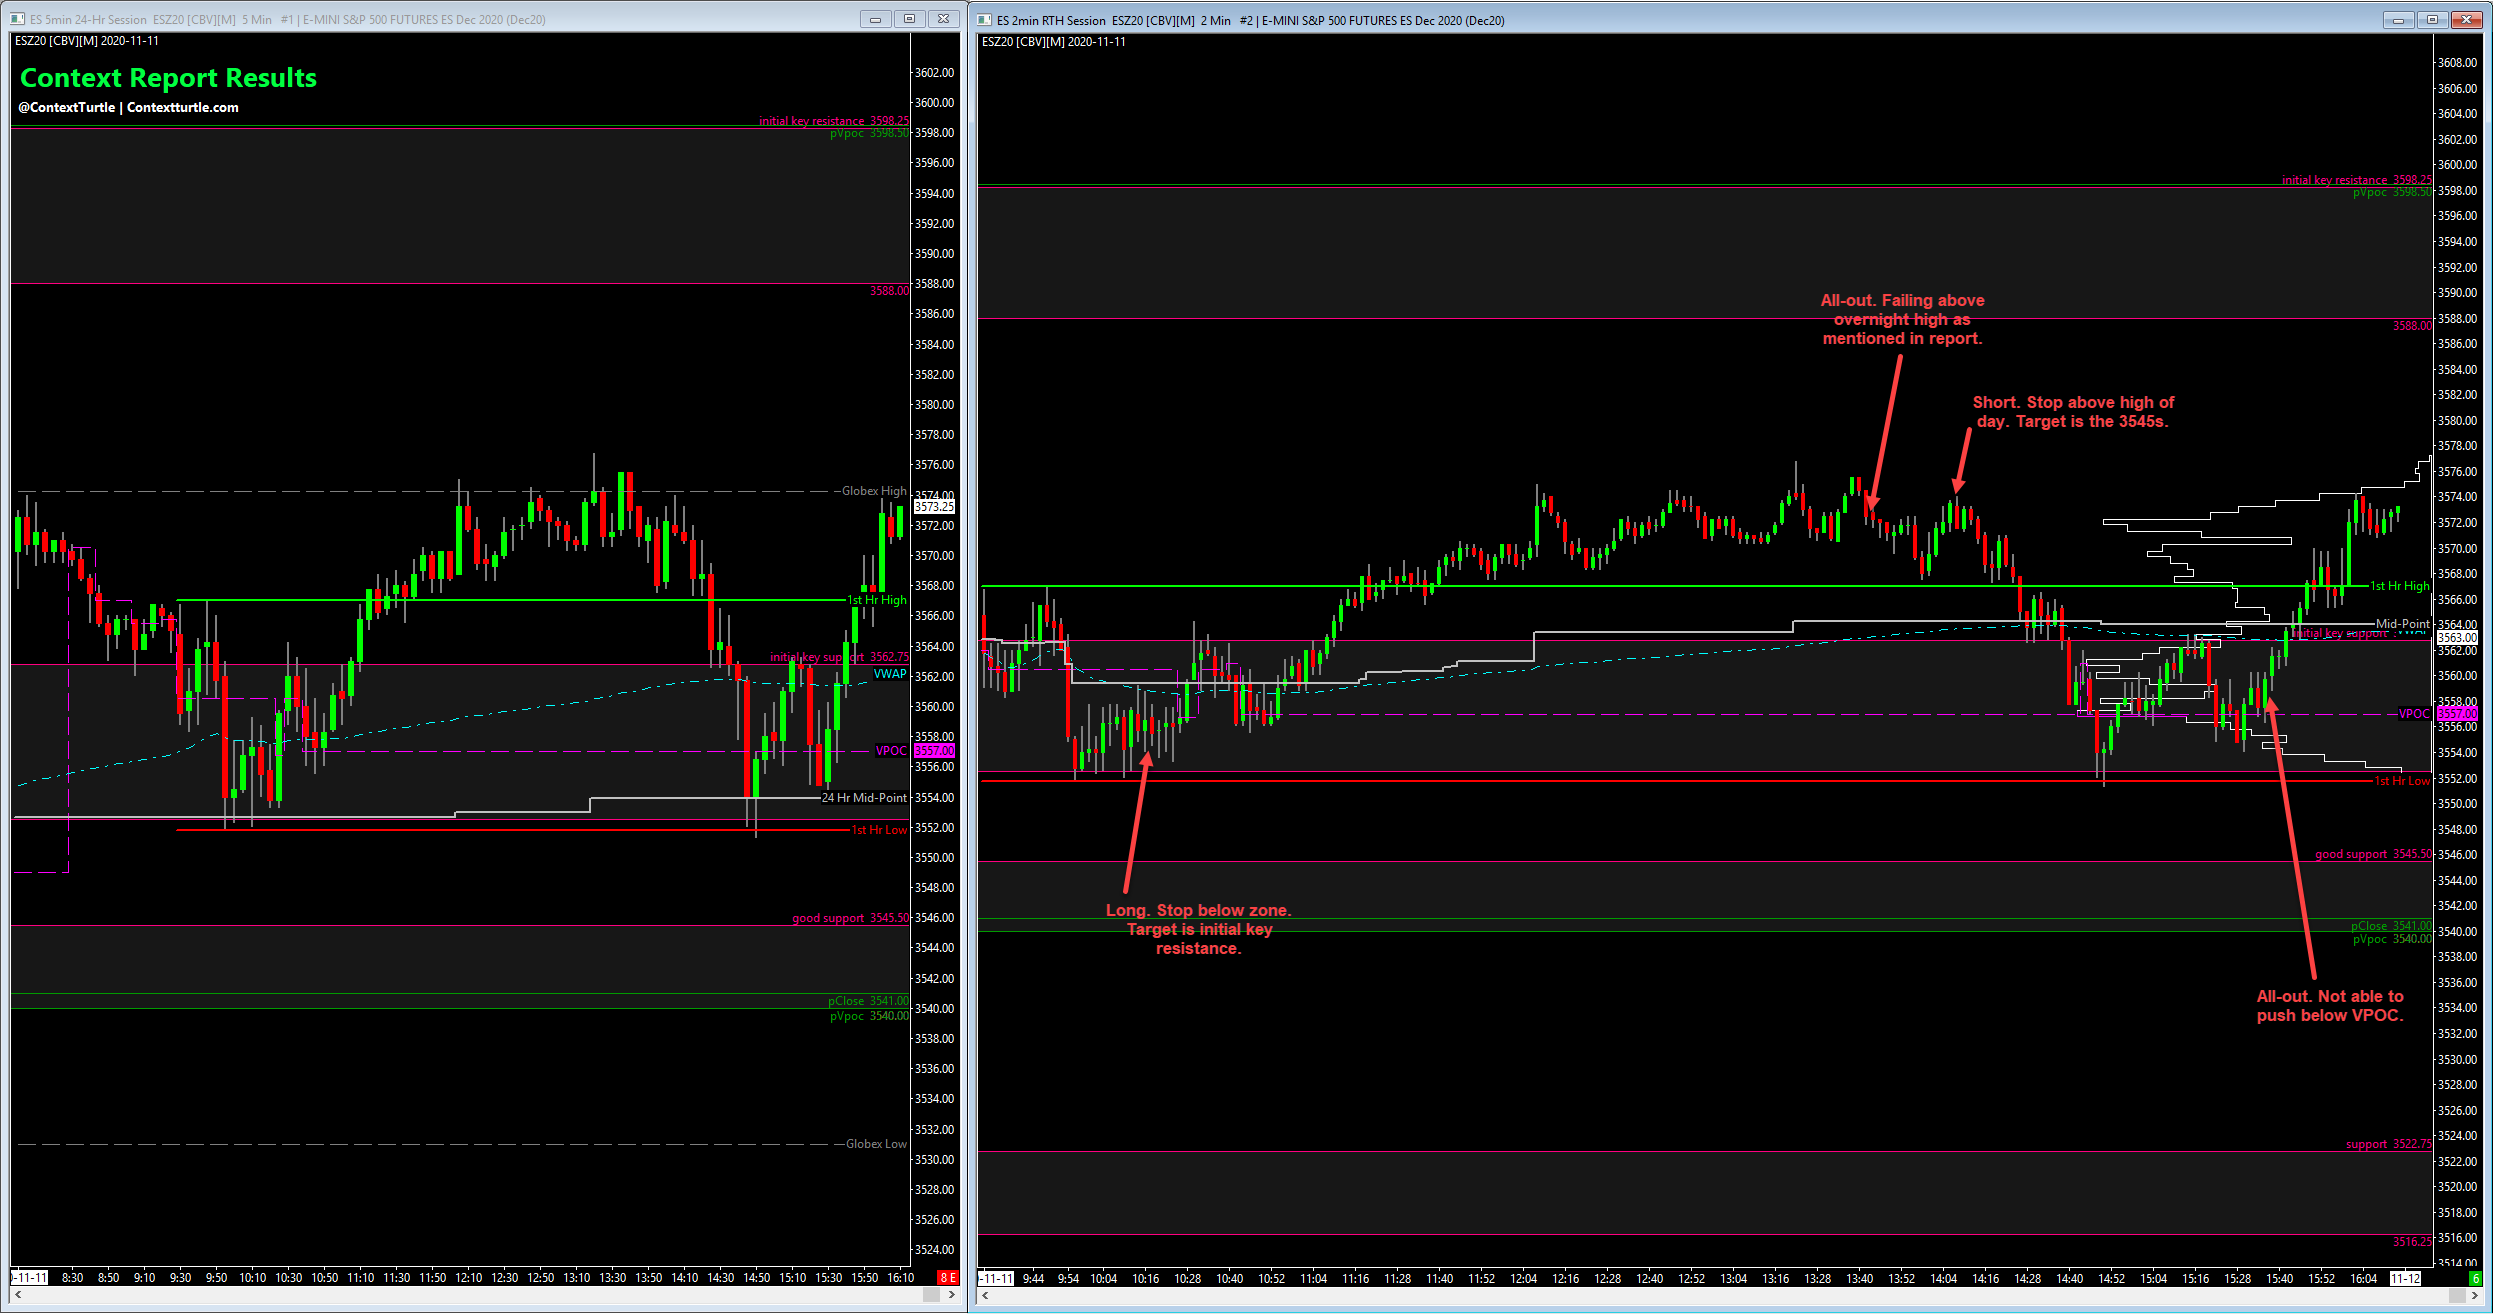 ES 5min 24-Hr Session  ESZ20 [CBV][M]  5 Min  #1 | E-MINI S&P 500 FUTURES ES Dec 2020 (Dec20)
ESZ20 [CBV][M] 2020-11-11
Context Report Results
@ContextTurtle | Contextturtle.com
initial key resistance 3598.25
pVpoc 3598.50
3588.00
Globex High
1st Hr High
initial key support 3562.75
VWAP
VPOC
24 Hr Mid-Point
1st Hr Low
good support 3545.50
pClose 3541.00
pVpoc 3540.00
Globex Low
3602.00
3600.00
3598.00
3596.00
3594.00
3592.00
3590.00
3588.00
3586.00
3584.00
3582.00
3580.00
3578.00
3576.00
3574.00
3573.25
3572.00
3570.00
3568.00
3566.00
3564.00
3562.00
3560.00
3558.00
3557.00
3556.00
3554.00
3552.00
3550.00
3548.00
3546.00
3544.00
3542.00
3540.00
3538.00
3536.00
3534.00
3532.00
3530.00
3528.00
3526.00
3524.00
-11-11 8:30 8:50 9:10 9:30 9:50 10:10 10:30 10:50 11:10 11:30 11:50 12:10 12:30 12:50 13:10 13:30 13:50 14:10 14:30 14:50 15:10 15:30 15:50 16:10 8 E
ES 2min RTH Session  ESZ20 [CBV][M]  2 Min  #2 | E-MINI S&P 500 FUTURES ES Dec 2020 (Dec20)
ESZ20 [CBV][M] 2020-11-11
initial key resistance 3598.25
pVpoc 3598.50
All-out. Failing above
overnight high as
mentioned in report.
3588.00
Short. Stop above high of
day. Target is the 3545s.
1st Hr High
Mid-Point
initial key support
VPOC
1st Hr Low
good support 3545.50
Long. Stop below zone.
Target is initial key
resistance.
pClose 3541.00
pVpoc 3540.00
All-out. Not able to
push below VPOC.
support 3522.75
3516.25
3608.00
3606.00
3604.00
3602.00
3600.00
3598.00
3596.00
3594.00
3592.00
3590.00
3588.00
3586.00
3584.00
3582.00
3580.00
3578.00
3576.00
3574.00
3572.00
3570.00
3568.00
3566.00
3564.00
3563.00
3562.00
3560.00
3558.00
3557.00
3556.00
3554.00
3552.00
3550.00
3548.00
3546.00
3544.00
3542.00
3540.00
3538.00
3536.00
3534.00
3532.00
3530.00
3528.00
3526.00
3524.00
3522.00
3520.00
3518.00
3516.00
3514.00
-11-11 9:44 9:54 10:04 10:16 10:28 10:40 10:52 11:04 11:16 11:28 11:40 11:52 12:04 12:16 12:28 12:40 12:52 13:04 13:16 13:28 13:40 13:52 14:04 14:16 14:28 14:40 14:52 15:04 15:16 15:28 15:40 15:52 16:04 11-12 6